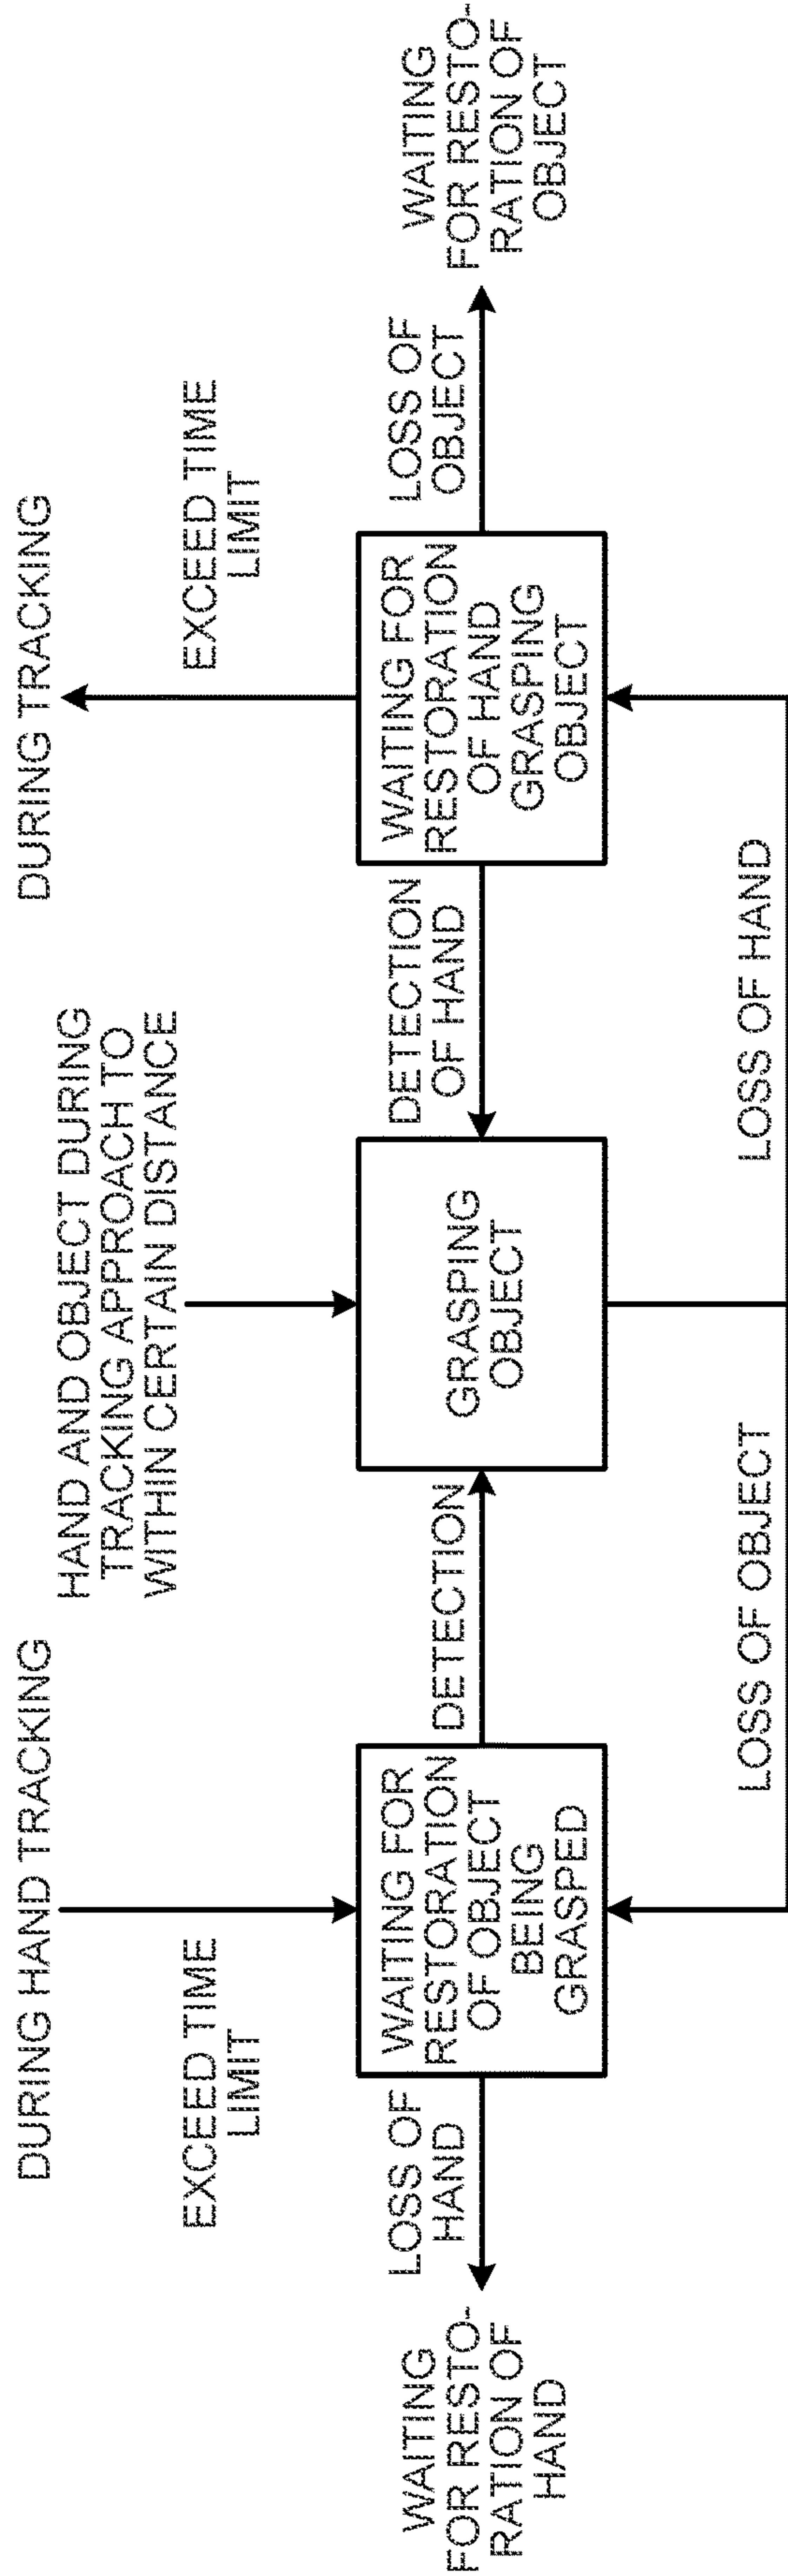 DURING HAND TRACKING
EXCEED TIME
LIMIT
HAND AND OBJECT DURING
TRACKING APPROACH TO
WITHIN CERTAIN DISTANCE
DURING TRACKING
EXCEED TIME
LIMIT
WAITING
FOR RESTO-
RATION OF
HAND
LOSS OF
HAND
WAITING FOR
RESTORATION
OF OBJECT
BEING
GRASPED
DETECTION
GRASPING
OBJECT
DETECTION
OF HAND
WAITING FOR
RESTORATION
OF HAND
GRASPING
OBJECT
LOSS OF
OBJECT
WAITING
FOR RESTO-
RATION OF
OBJECT
LOSS OF OBJECT
LOSS OF HAND